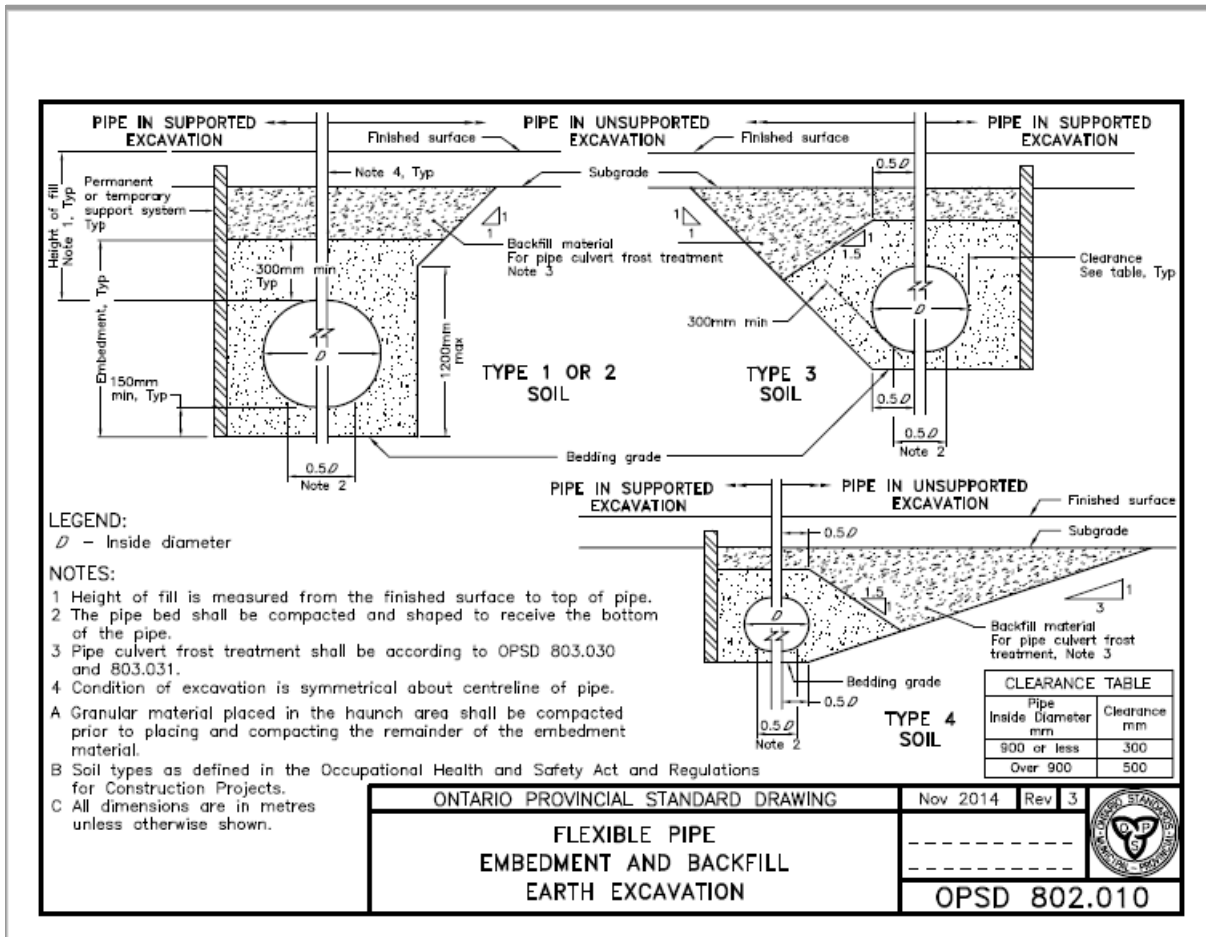 PIPE IN SUPPORTED
EXCAVATION
PIPE IN UNSUPPORTED
EXCAVATION
PIPE IN SUPPORTED
EXCAVATION
Finished surface
Finished surface
Note 4, Typ
Subgrade
0.5D
Height of fill
Note 1, Typ
Permanent
or temporary
support system
Typ
1
1
1
1
Backfill material
For pipe culvert frost treatment
Note 3
1
1.5
Clearance
See table, Typ
300mm min
Typ
Embedment, Typ
D
150mm
min, Typ
1200mm
max
300mm min
D
TYPE 1 OR 2
SOIL
TYPE 3
SOIL
0.5D
0.5D
Note 2
0.5D
Note 2
Bedding grade
PIPE IN SUPPORTED
EXCAVATION
PIPE IN UNSUPPORTED
EXCAVATION
Finished surface
Subgrade
0.5D
D
1.5
1
1
3
Backfill material
For pipe culvert frost
treatment, Note 3
Bedding grade
0.5D
0.5D
Note 2
TYPE 4
SOIL
LEGEND:
D – Inside diameter
NOTES:
1 Height of fill is measured from the finished surface to top of pipe.
2 The pipe bed shall be compacted and shaped to receive the bottom
of the pipe.
3 Pipe culvert frost treatment shall be according to OPSD 803.030
and 803.031.
4 Condition of excavation is symmetrical about centreline of pipe.
A Granular material placed in the haunch area shall be compacted
prior to placing and compacting the remainder of the embedment
material.
B Soil types as defined in the Occupational Health and Safety Act and Regulations
for Construction Projects.
C All dimensions are in metres
unless otherwise shown.
CLEARANCE TABLE
Pipe
Inside Diameter
mm
Clearance
mm
900 or less 300
Over 900 500
ONTARIO PROVINCIAL STANDARD DRAWING
Nov 2014 Rev 3
FLEXIBLE PIPE
EMBEDMENT AND BACKFILL
EARTH EXCAVATION
OPSD 802.010
ONTARIO STANDARDS
MUNICIPAL - PROVINCIAL
O P
S D